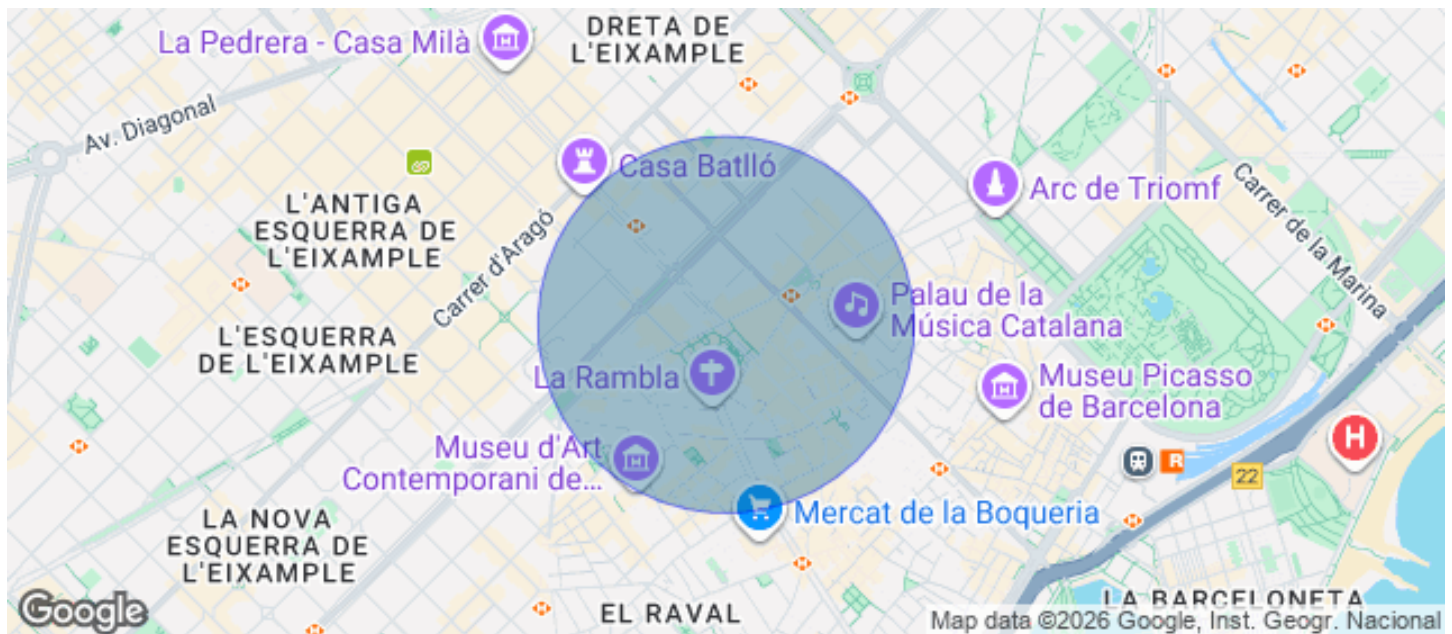 DRETA DE
L'EIXAMPLE
La Pedrera - Casa Milà
Av. Diagonal
Casa Batlló
Arc de Triomf
Carrer de la Marina
L'ANTIGA
ESQUERRA DE
L'EIXAMPLE
Carrer d'Aragó
Palau de la
Música Catalana
L'ESQUERRA
DE L'EIXAMPLE
La Rambla
Museu Picasso
de Barcelona
H
Museu d'Art
Contemporani de...
R
22
Mercat de la Boqueria
LA NOVA
ESQUERRA DE
L'EIXAMPLE
EL RAVAL
LA BARCELONETA
Google
Map data ©2026 Google, Inst. Geogr. Nacional